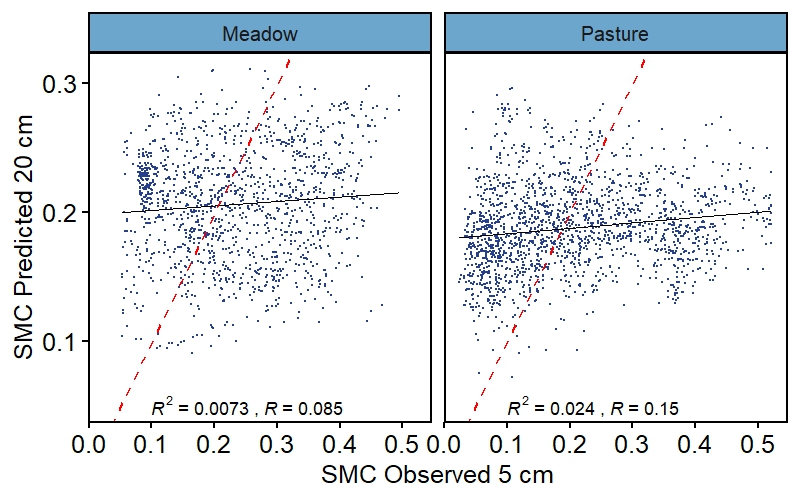 Meadow
Pasture
SMC Predicted 20 cm
0.3
0.2
0.1
R² = 0.0073 , R = 0.085
R² = 0.024 , R = 0.15
0.0 0.1 0.2 0.3 0.4 0.5 0.0 0.1 0.2 0.3 0.4 0.5
SMC Observed 5 cm